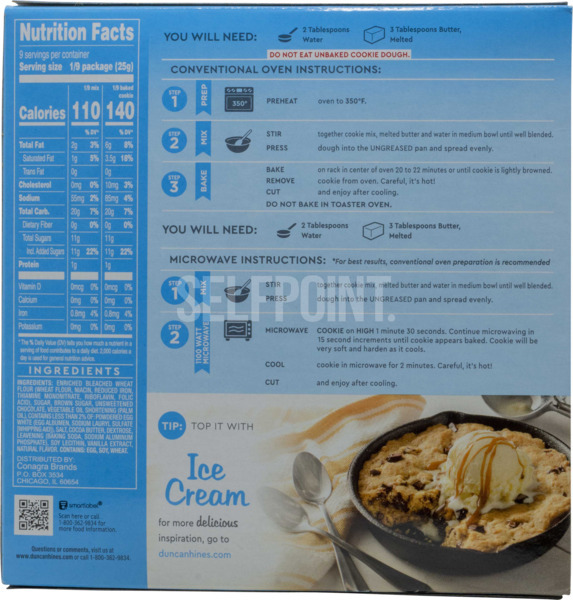 Nutrition Facts
9 servings per container
Serving size 1/9 package (25g)
1/9 mix 1/9 baked cookie
Calories 110 140
% DV* % DV*
Total Fat 2g 3% 6g 8%
Saturated Fat 1g 5% 3.5g 18%
Trans Fat 0g 0g
Cholesterol 0mg 0% 10mg 3%
Sodium 55mg 2% 85mg 4%
Total Carb. 20g 7% 20g 7%
Dietary Fiber 0g 0% 0g 0%
Total Sugars 11g 11g
Incl. Added Sugars 11g 22% 11g 22%
Protein 1g 1g
Vitamin D 0mcg 0% 0mcg 0%
Calcium 0mg 0% 0mg 0%
Iron 0.8mg 4% 0.8mg 4%
Potassium 0mg 0% 0mg 0%
* The % Daily Value (DV) tells you how much a nutrient in a
serving of food contributes to a daily diet. 2,000 calories a
day is used for general nutrition advice.
INGREDIENTS
INGREDIENTS: ENRICHED BLEACHED WHEAT
FLOUR (WHEAT FLOUR, NIACIN, REDUCED IRON,
THIAMINE MONONITRATE, RIBOFLAVIN, FOLIC
ACID), SUGAR, BROWN SUGAR, UNSWEETENED
CHOCOLATE, VEGETABLE OIL SHORTENING (PALM
OIL), CONTAINS LESS THAN 2% OF: POWDERED EGG
WHITE (EGG ALBUMEN, SODIUM LAURYL SULFATE
(WHIPPING AID)), SALT, COCOA BUTTER, DEXTROSE,
LEAVENING (BAKING SODA, SODIUM ALUMINUM
PHOSPHATE), SOY LECITHIN, VANILLA EXTRACT,
NATURAL FLAVOR. CONTAINS: EGG, SOY, WHEAT.
DISTRIBUTED BY:
Conagra Brands
P.O. BOX 3534
CHICAGO, IL 60654
smartlabel
Scan here or call
1-800-362-9834 for
more food information.
Questions or comments, visit us at
www.duncanhines.com or call 1-800-362-9834.
YOU WILL NEED: 2 Tablespoons Water 3 Tablespoons Butter, Melted
DO NOT EAT UNBAKED COOKIE DOUGH.
CONVENTIONAL OVEN INSTRUCTIONS:
STEP 1 PREP 350° PREHEAT oven to 350°F.
STEP 2 MIX STIR together cookie mix, melted butter and water in medium bowl until well blended.
PRESS dough into the UNGREASED pan and spread evenly.
STEP 3 BAKE BAKE on rack in center of oven 20 to 22 minutes or until cookie is lightly browned.
REMOVE cookie from oven. Careful, it's hot!
CUT and enjoy after cooling.
DO NOT BAKE IN TOASTER OVEN.
YOU WILL NEED: 2 Tablespoons Water 3 Tablespoons Butter, Melted
MICROWAVE INSTRUCTIONS: *For best results, conventional oven preparation is recommended
STEP 1 MIX STIR together cookie mix, melted butter and water in medium bowl until well blended.
PRESS dough into the UNGREASED pan and spread evenly.
SELFPOINT.
STEP 2 1100 WATT MICROWAVE MICROWAVE COOKIE on HIGH 1 minute 30 seconds. Continue microwaving in
15 second increments until cookie appears baked. Cookie will be
very soft and harden as it cools.
COOL cookie in microwave for 2 minutes. Careful, it's hot!
CUT and enjoy after cooling.
TIP: TOP IT WITH
Ice
Cream
for more delicious
inspiration, go to
duncanhines.com